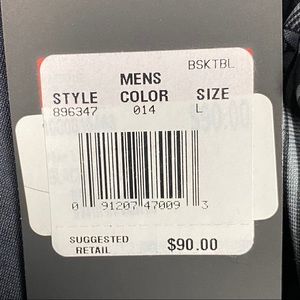 BSKTBL
MENS
STYLE COLOR SIZE
896347 014 L
0 91207 47009 3
SUGGESTED
RETAIL
$90.00